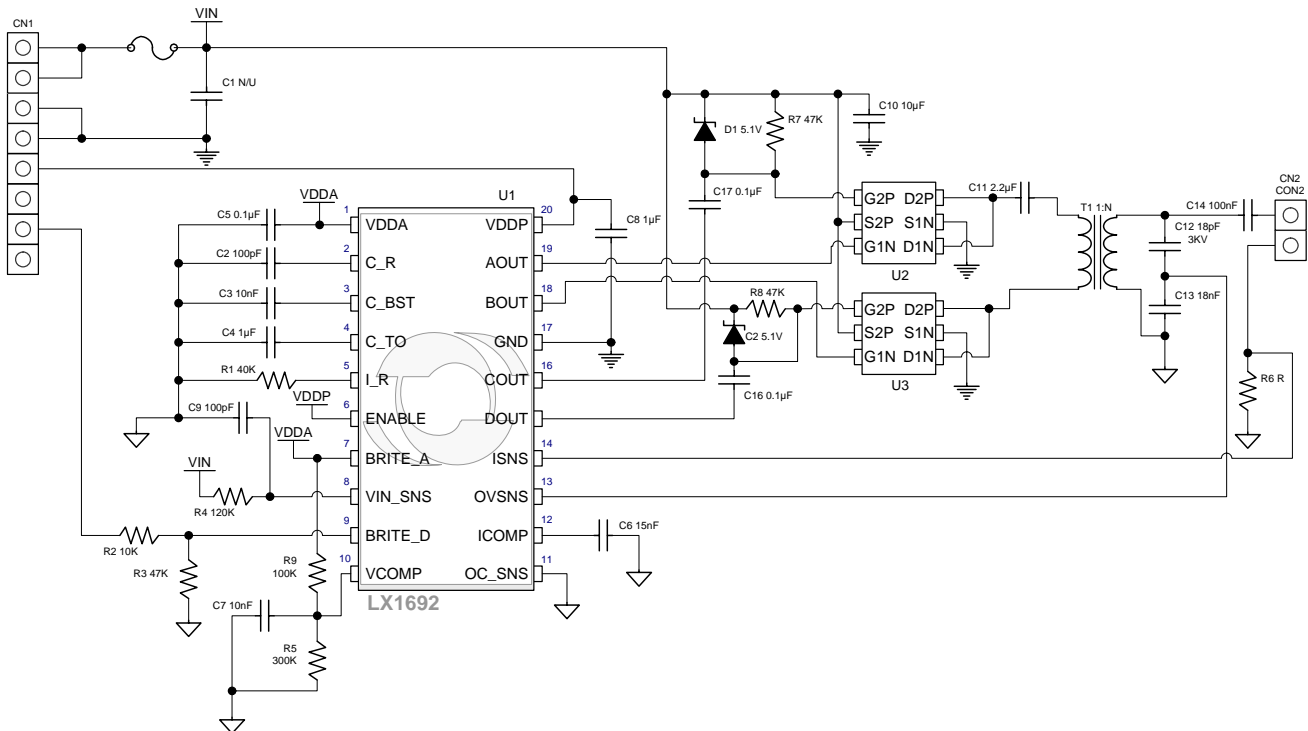 CN1
VIN
C1 N/U
C10 10µF
D1 5.1V
R7 47K
C17 0.1µF
G2P D2P
S2P S1N
G1N D1N
U2
C11 2.2µF
T1 1:N
C14 100nF
C12 18pF
3KV
C13 18nF
CN2
CON2
R6 R
R8 47K
C2 5.1V
C16 0.1µF
G2P D2P
S2P S1N
G1N D1N
U3
U1
VDDA
C5 0.1µF
1 VDDA
VDDP 20
C8 1µF
C2 100pF
2 C_R
AOUT 19
C3 10nF
3 C_BST
BOUT 18
C4 1µF
4 C_TO
GND 17
R1 40K
5 I_R
COUT 16
VDDP
6 ENABLE
DOUT
C9 100pF
VDDA
7 BRITE_A
ISNS 14
VIN
R4 120K
8 VIN_SNS
OVSNS 13
R2 10K
R3 47K
9 BRITE_D
ICOMP 12
C6 15nF
10 VCOMP
OC_SNS 11
R9
100K
C7 10nF
R5
300K
LX1692